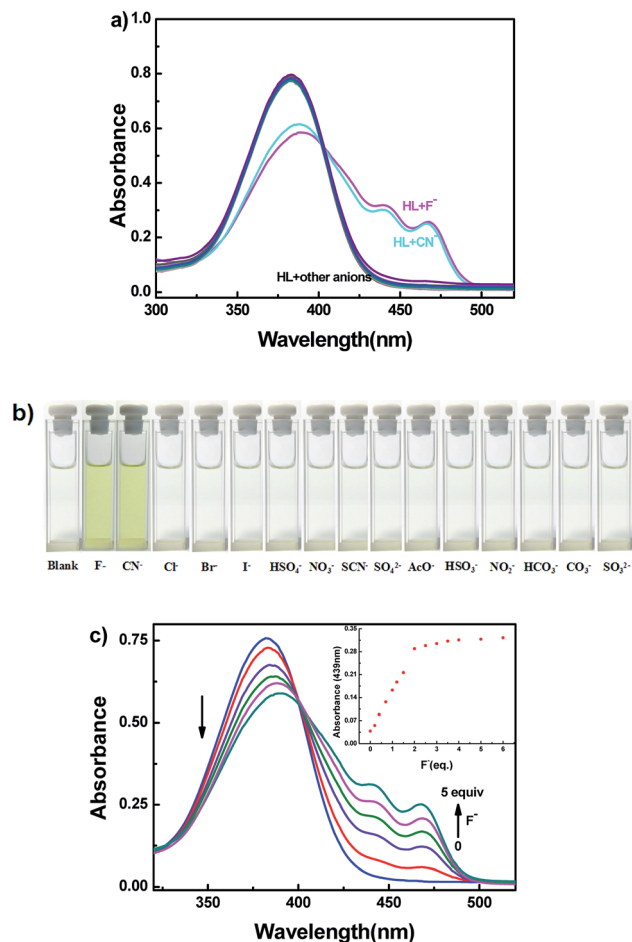 a)
1.0
0.8
0.6
0.4
0.2
0.0
Absorbance
HL+F⁻
HL+CN⁻
HL+other anions
300 350 400 450 500
Wavelength(nm)
b)
Blank F- CN- Cl- Br- I- HSO₄- NO₃- SCN- SO₄²- AcO- HSO₃- NO₂- HCO₃- CO₃- SO₃²-
c)
0.75
0.50
0.25
0.00
Absorbance
0.35
0.28
0.21
0.14
0.07
0.00
Absorbance (439nm)
0 1 2 3 4 5 6
F⁻(eq.)
5 equiv
F⁻
0
350 400 450 500
Wavelength(nm)